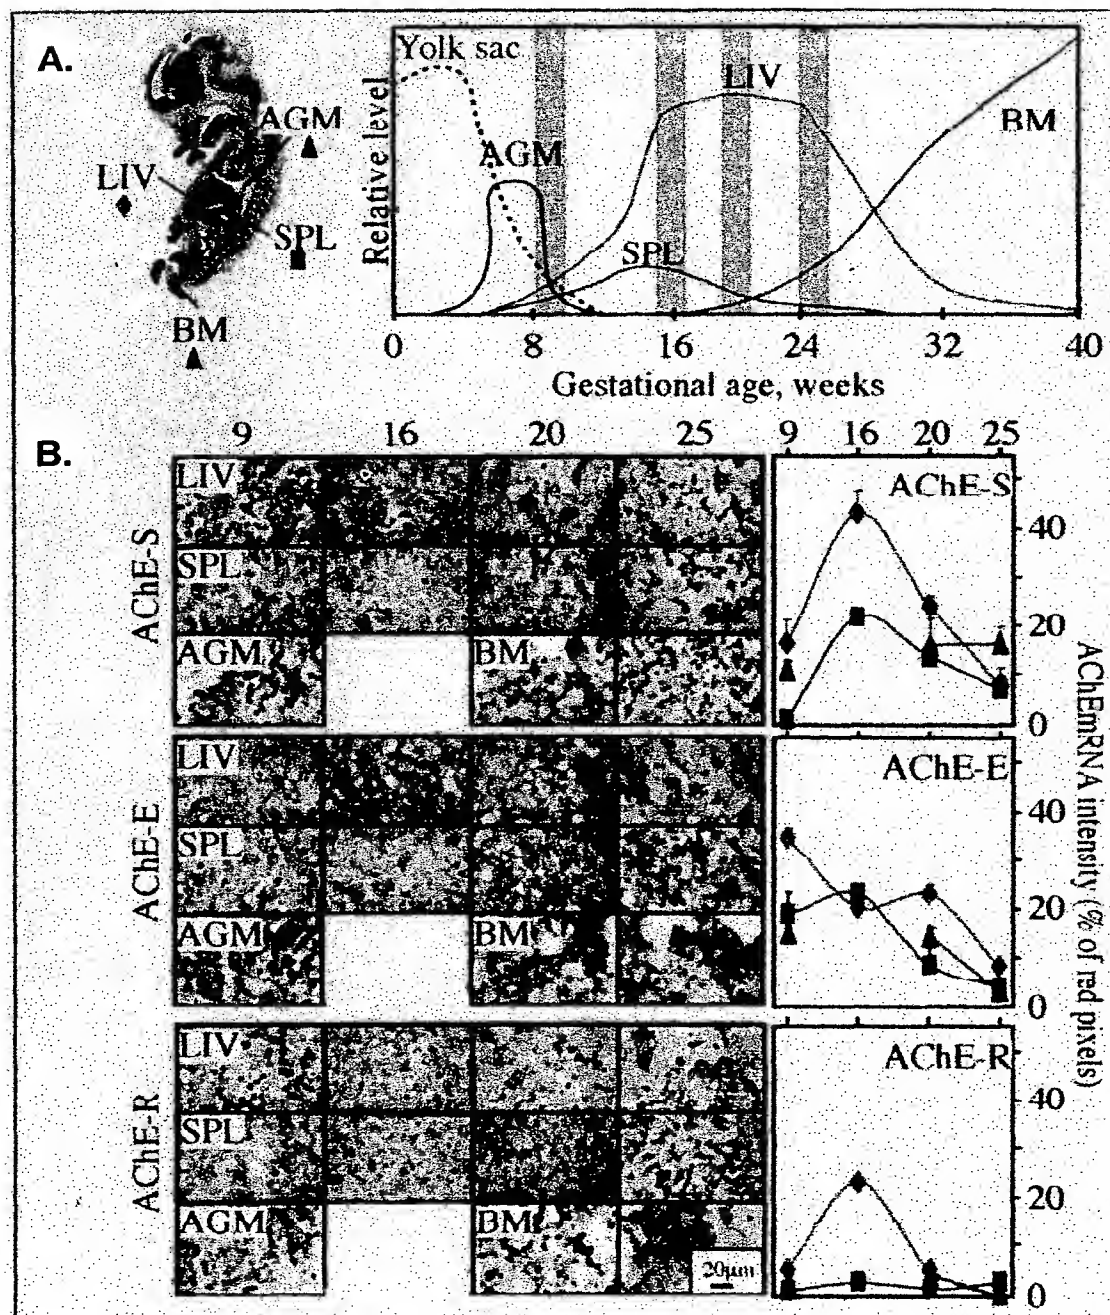 A.
AGM
LIV
SPL
BM
Yolk sac
AGM
LIV
SPL
BM
Relative level
0 8 16 24 32 40
Gestational age, weeks
B.
9 16 20 25
9 16 20 25
AChE-S
LIV
SPL
AGM
BM
AChE-S
40
20
0
AChE-E
LIV
SPL
AGM
BM
AChE-E
40
20
0
AChE-R
LIV
SPL
AGM
BM
20µm
AChE-R
40
20
0
AChEmRNA intensity (% of red pixels)